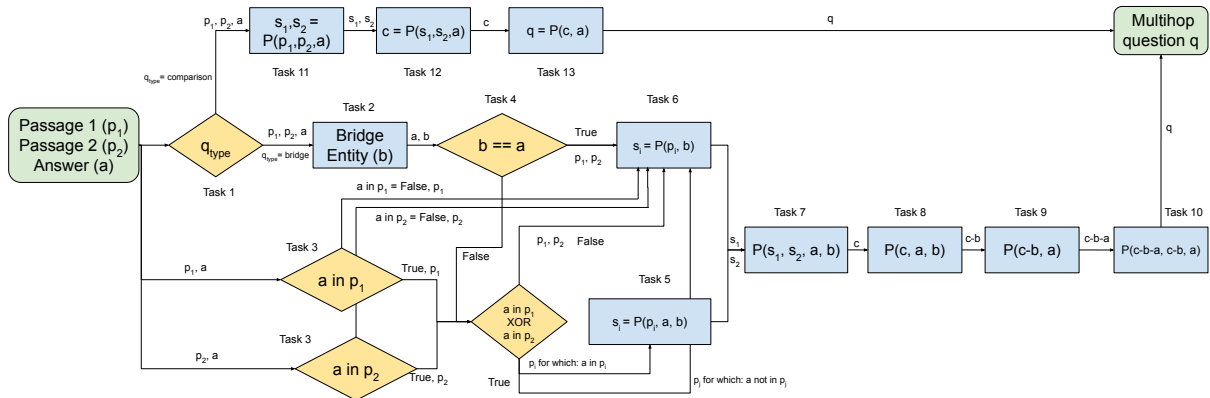 p₁, p₂, a
s₁,s₂ =
P(p₁,p₂,a)
s₁, s₂
c = P(s₁,s₂,a)
c
q = P(c, a)
q
Multihop
question q
Task 11
Task 12
Task 13
q_type= comparison
Passage 1 (p₁)
Passage 2 (p₂)
Answer (a)
q_type
Task 1
p₁, p₂, a
q_type= bridge
Task 2
Bridge
Entity (b)
a, b
Task 4
b == a
True
p₁, p₂
Task 6
sᵢ = P(pᵢ, b)
q
a in p₁ = False, p₁
a in p₂ = False, p₂
Task 3
p₁, a
a in p₁
True, p₁
False
p₁, p₂
False
Task 3
p₂, a
a in p₂
True, p₂
a in p₁
XOR
a in p₂
Task 5
sᵢ = P(pᵢ, a, b)
pᵢ for which: a in pᵢ
True
pⱼ for which: a not in pⱼ
s₁
s₂
Task 7
P(s₁, s₂, a, b)
c
Task 8
P(c, a, b)
c-b
Task 9
P(c-b, a)
c-b-a
Task 10
P(c-b-a, c-b, a)